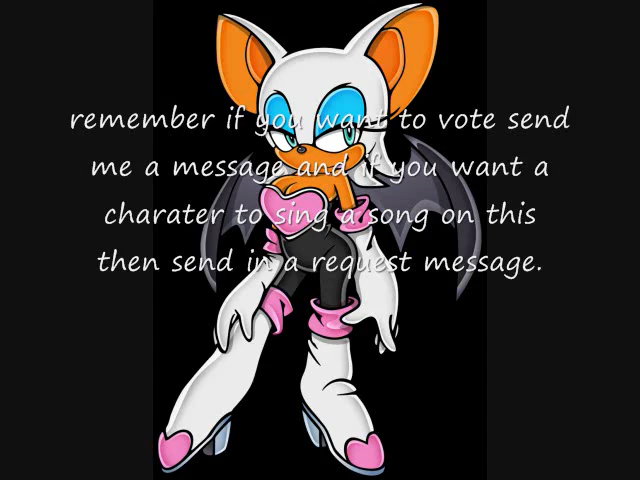 remember if you want to vote send
me a message and if you want a
charater to sing a song on this
then send in a request message.